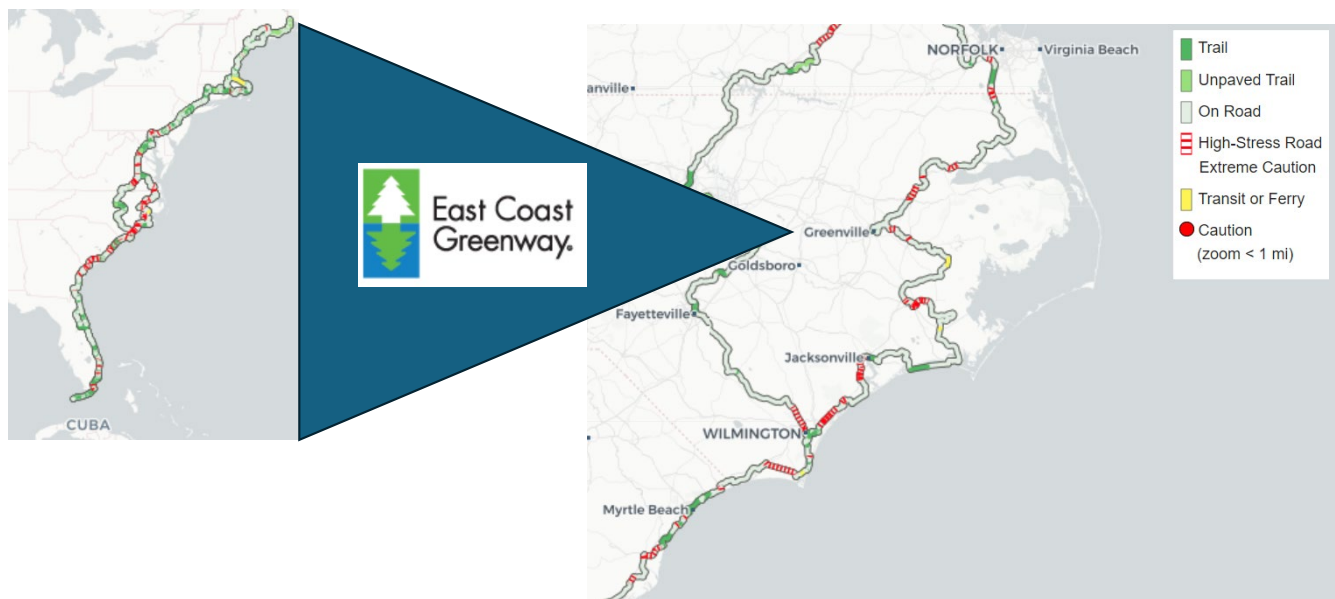 CUBA
East Coast
Greenway.
NORFOLK
Virginia Beach
anville
Greenville
Goldsboro
Fayetteville
Jacksonville
WILMINGTON
Myrtle Beach
Trail
Unpaved Trail
On Road
High-Stress Road
Extreme Caution
Transit or Ferry
Caution
(zoom < 1 mi)